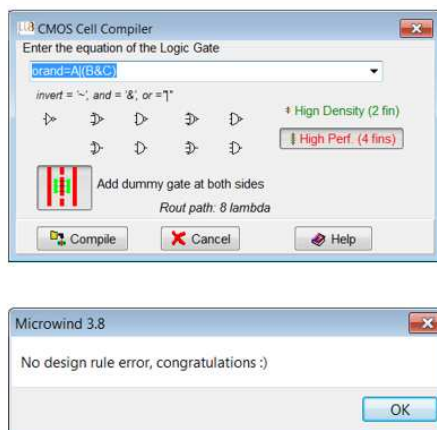 CMOS Cell Compiler
Enter the equation of the Logic Gate
orand=A|(B&C)
invert = '~', and = '&', or ='|"
Hign Density (2 fin)
High Perf. (4 fins)
Add dummy gate at both sides
Rout path: 8 lambda
Compile Cancel Help
Microwind 3.8
No design rule error, congratulations :)
OK